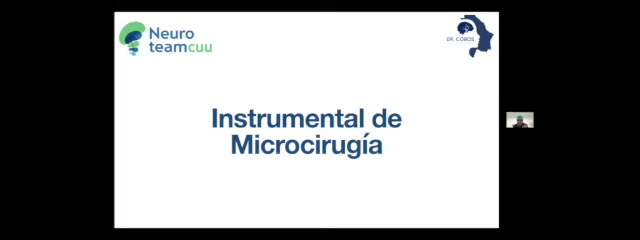 Neuro
teamcuu
DR. COBOS
Instrumental de
Microcirugía